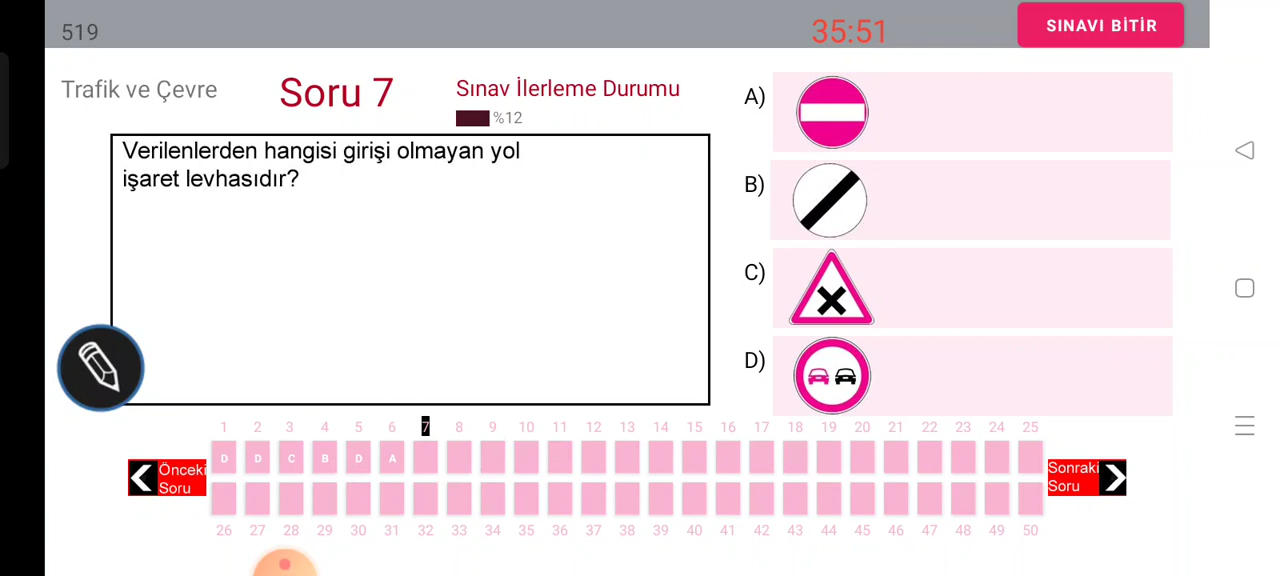 519
35:51
SINAVI BİTİR
Trafik ve Çevre
Soru 7
Sınav İlerleme Durumu
%12
Verilenlerden hangisi girişi olmayan yol
işaret levhasıdır?
A)
B)
C)
D)
1 2 3 4 5 6 7 8 9 10 11 12 13 14 15 16 17 18 19 20 21 22 23 24 25
D D C B D A
Önceki
Soru
Sonraki
Soru
26 27 28 29 30 31 32 33 34 35 36 37 38 39 40 41 42 43 44 45 46 47 48 49 50